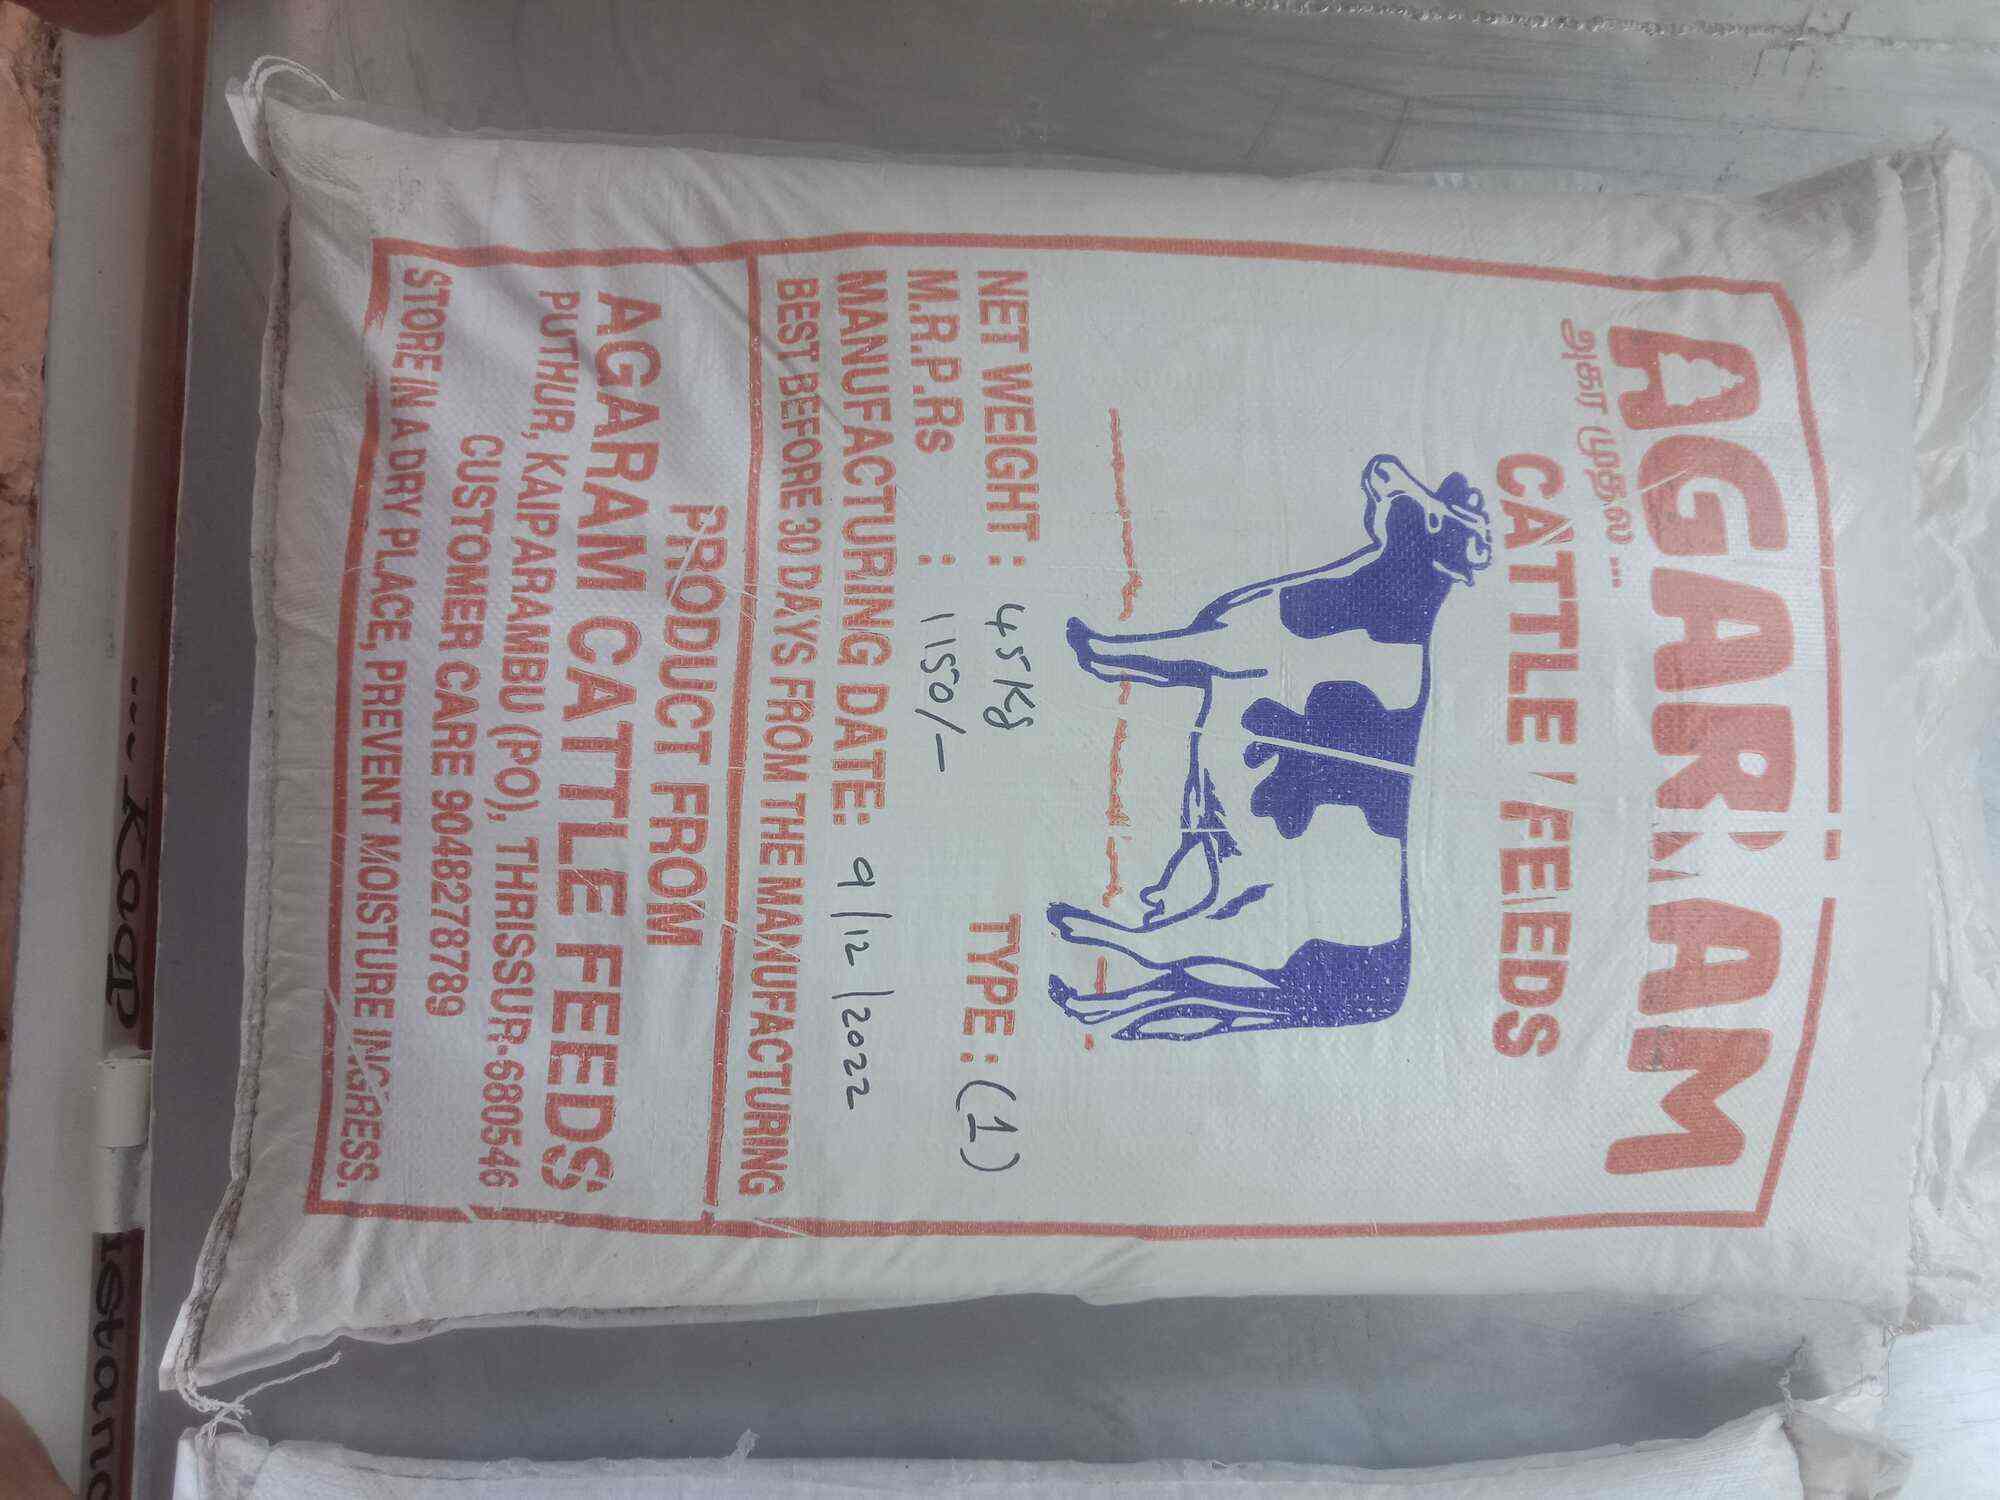 AGARAM
அகர முதல ....
CATTLE FEEDS
NET WEIGHT : 45Kg
TYPE : (1)
M.R.P.Rs : 1150/-
MANUFACTURING DATE: 9/12/2022
BEST BEFORE 30 DAYS FROM THE MANUFACTURING
PRODUCT FROM
AGARAM CATTLE FEEDS
PUTHUR, KAIPARAMBU (PO), THRISSUR-680546
CUSTOMER CARE 9048278789
STORE IN A DRY PLACE, PREVENT MOISTURE INGRESS.